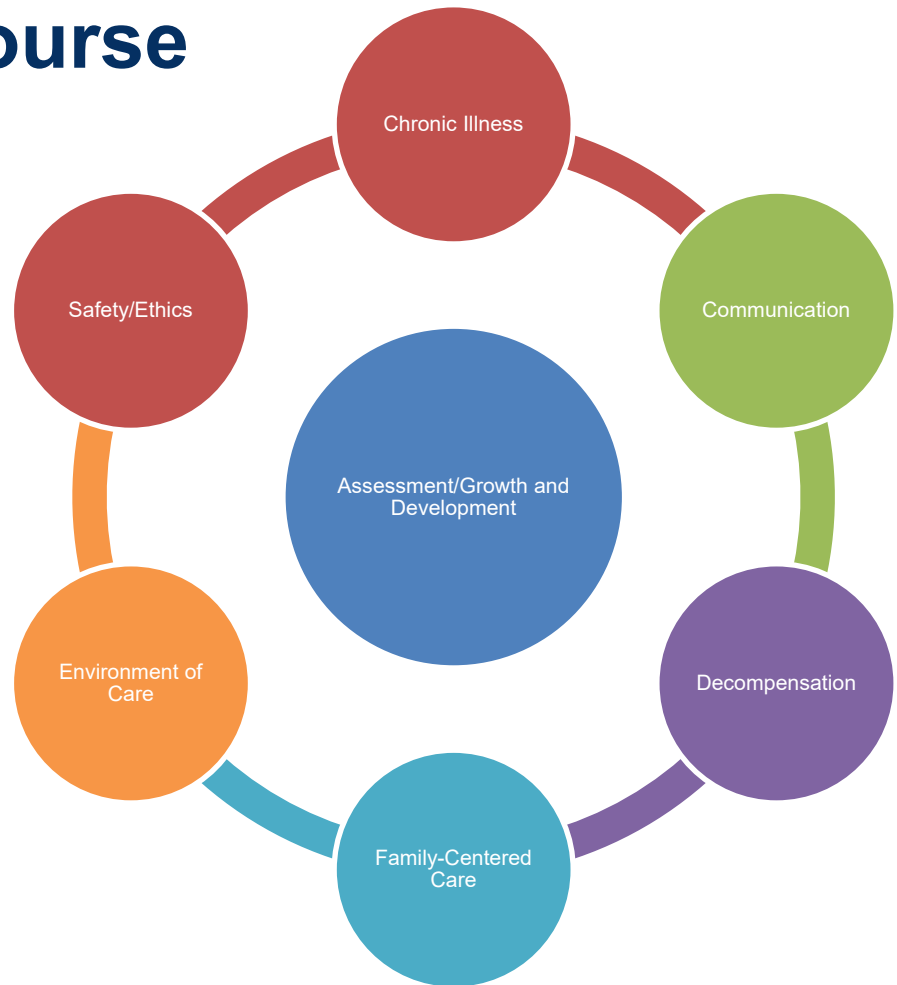 ourse
Chronic Illness
Communication
Decompensation
Family-Centered
Care
Environment of
Care
Safety/Ethics
Assessment/Growth and
Development